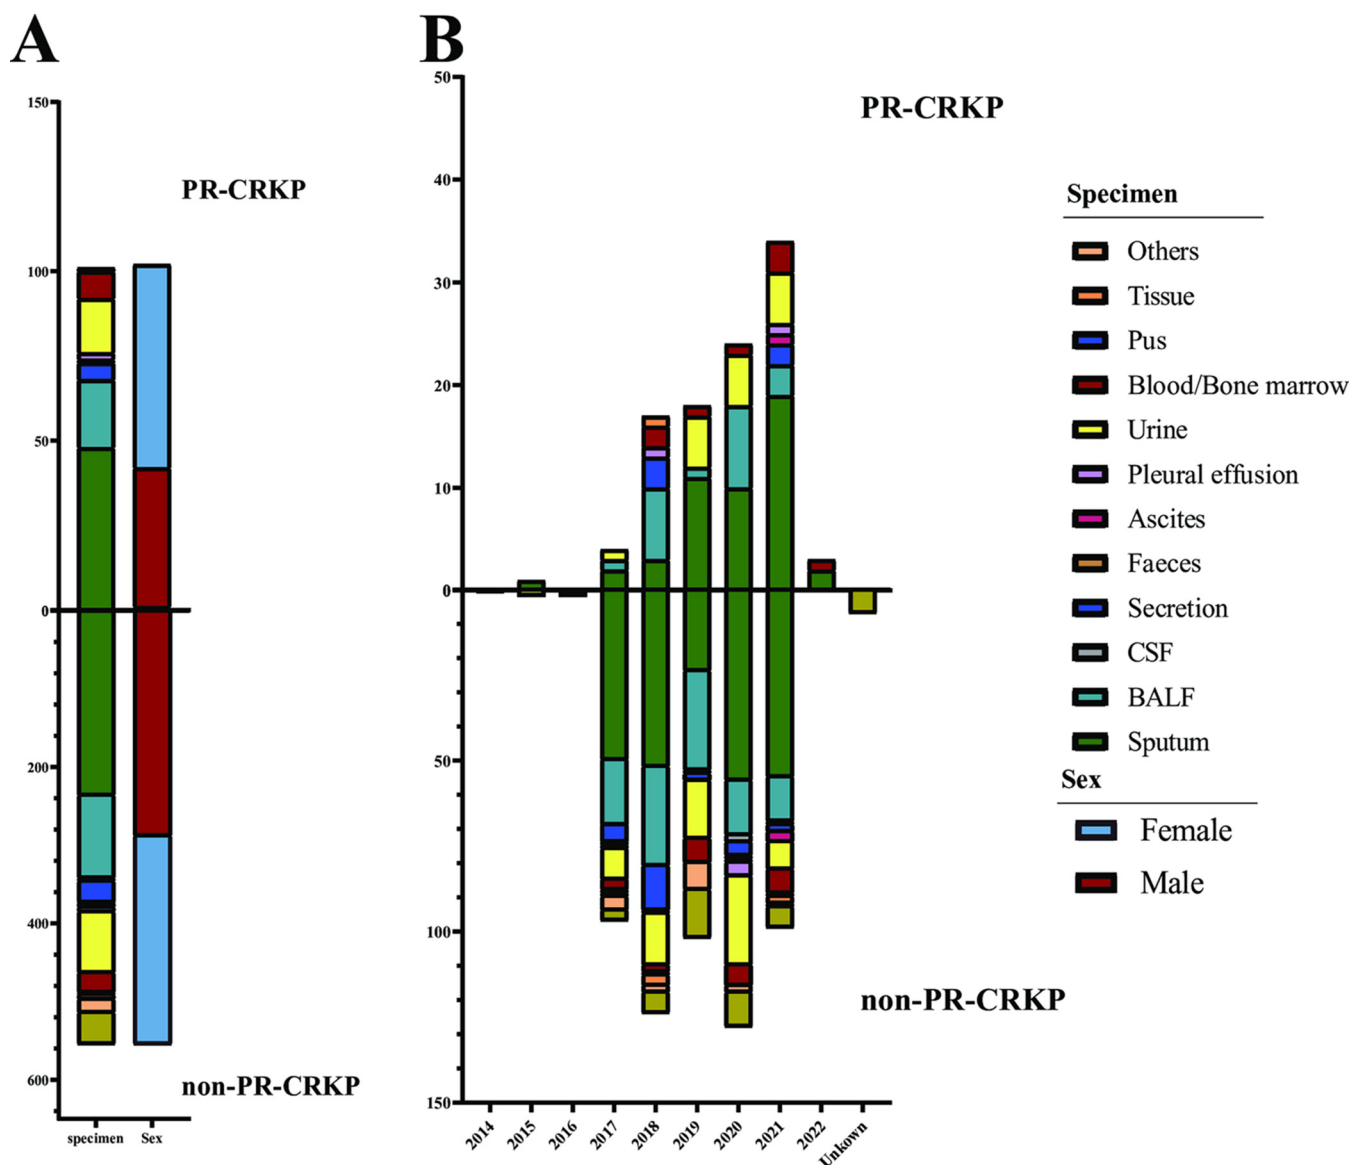 A
B
150
100
50
0
200
400
600
PR-CRKP
non-PR-CRKP
specimen
Sex
50
40
30
20
10
0
50
100
150
PR-CRKP
non-PR-CRKP
2014
2015
2016
2017
2018
2019
2020
2021
2022
Unkown
Specimen
Others
Tissue
Pus
Blood/Bone marrow
Urine
Pleural effusion
Ascites
Faeces
Secretion
CSF
BALF
Sputum
Sex
Female
Male